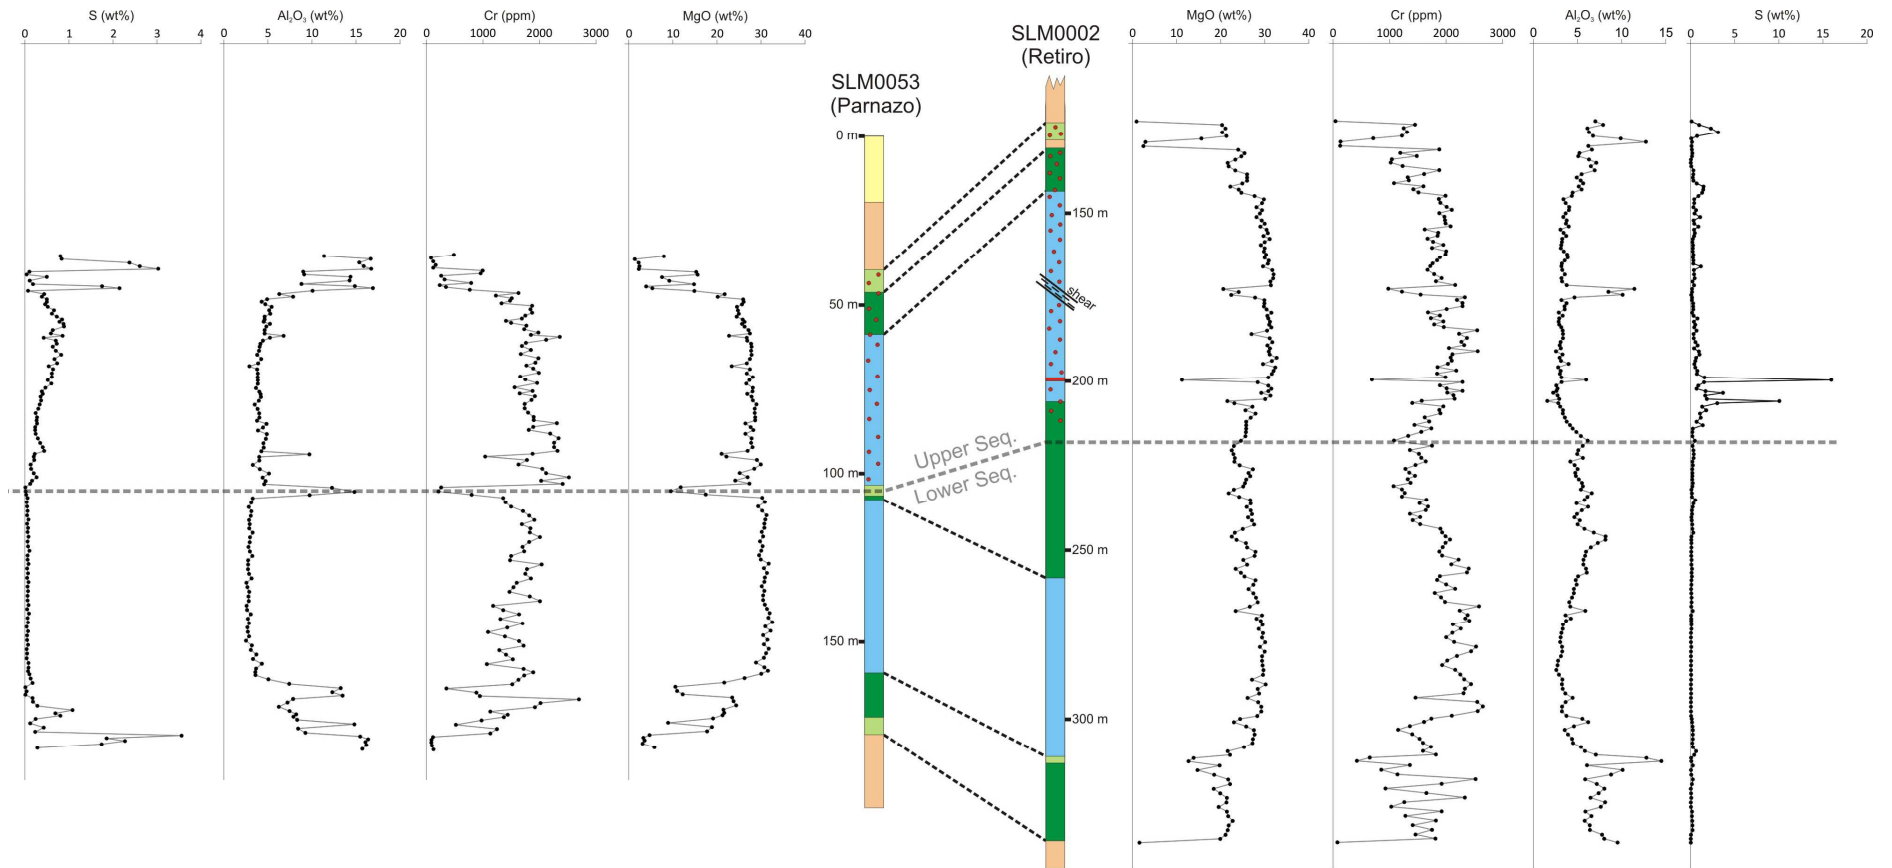 S (wt%)
Al₂O₃ (wt%)
Cr (ppm)
MgO (wt%)
0 1 2 3 4
0 5 10 15 20
0 1000 2000 3000
0 10 20 30 40
SLM0002
(Retiro)
MgO (wt%)
Cr (ppm)
Al₂O₃ (wt%)
S (wt%)
0 10 20 30 40
0 1000 2000 3000
0 5 10 15
0 5 10 15 20
SLM0053
(Parnazo)
0 m
50 m
100 m
150 m
150 m
shear
200 m
250 m
300 m
Upper Seq.
Lower Seq.